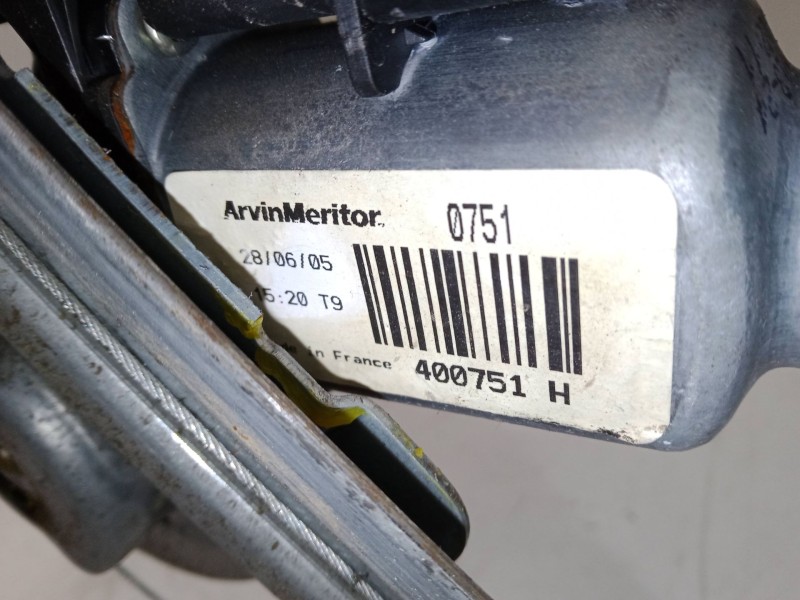 ArvinMeritor. 0751
28/06/05
15:20 T9
in France
400751 H